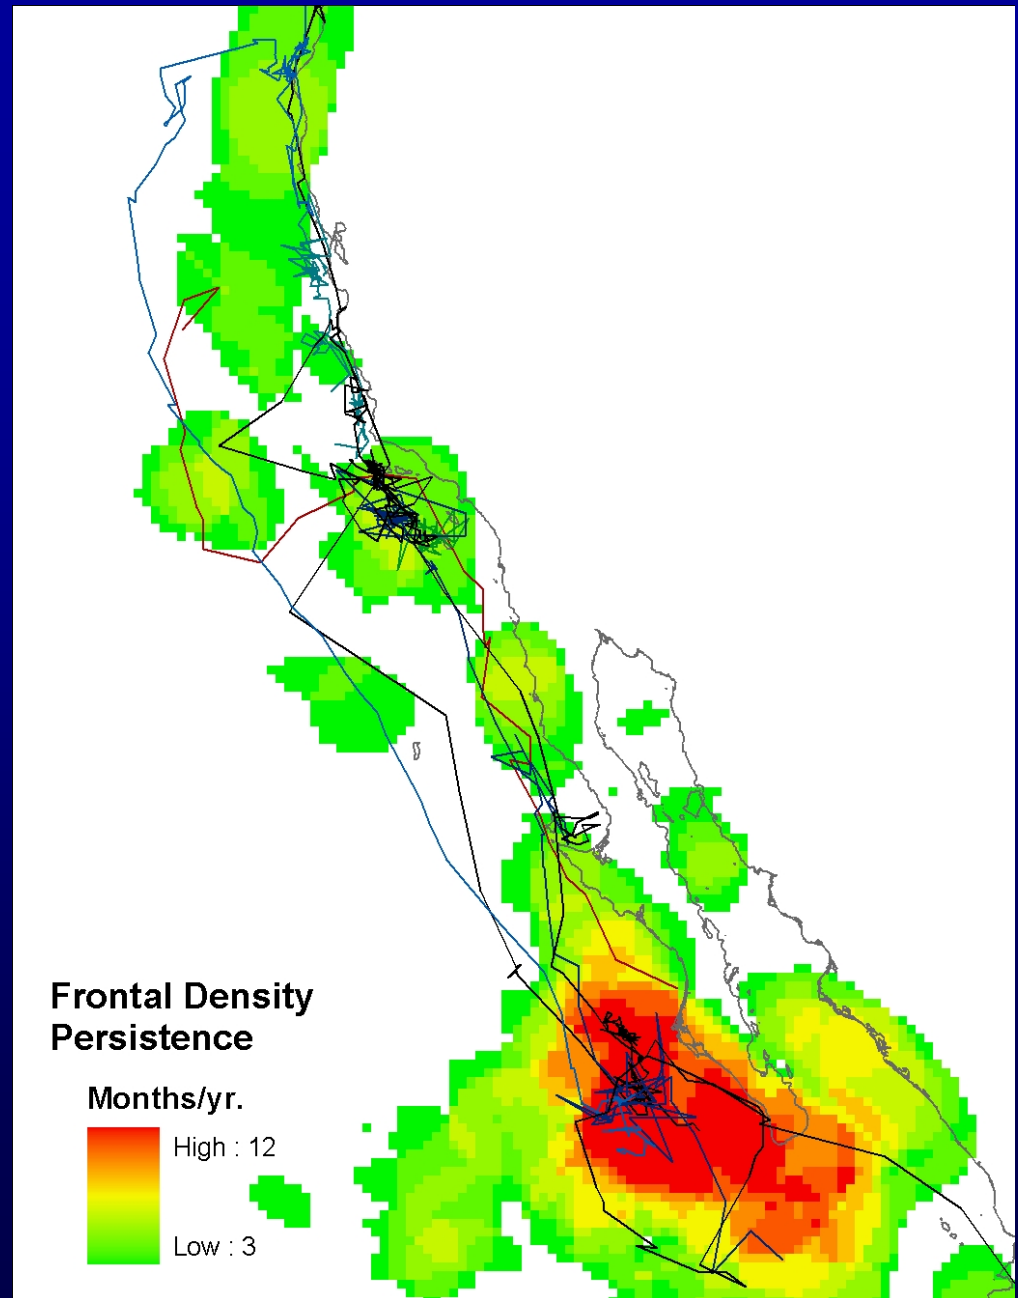 Frontal Density
Persistence
Months/yr.
High : 12
Low : 3